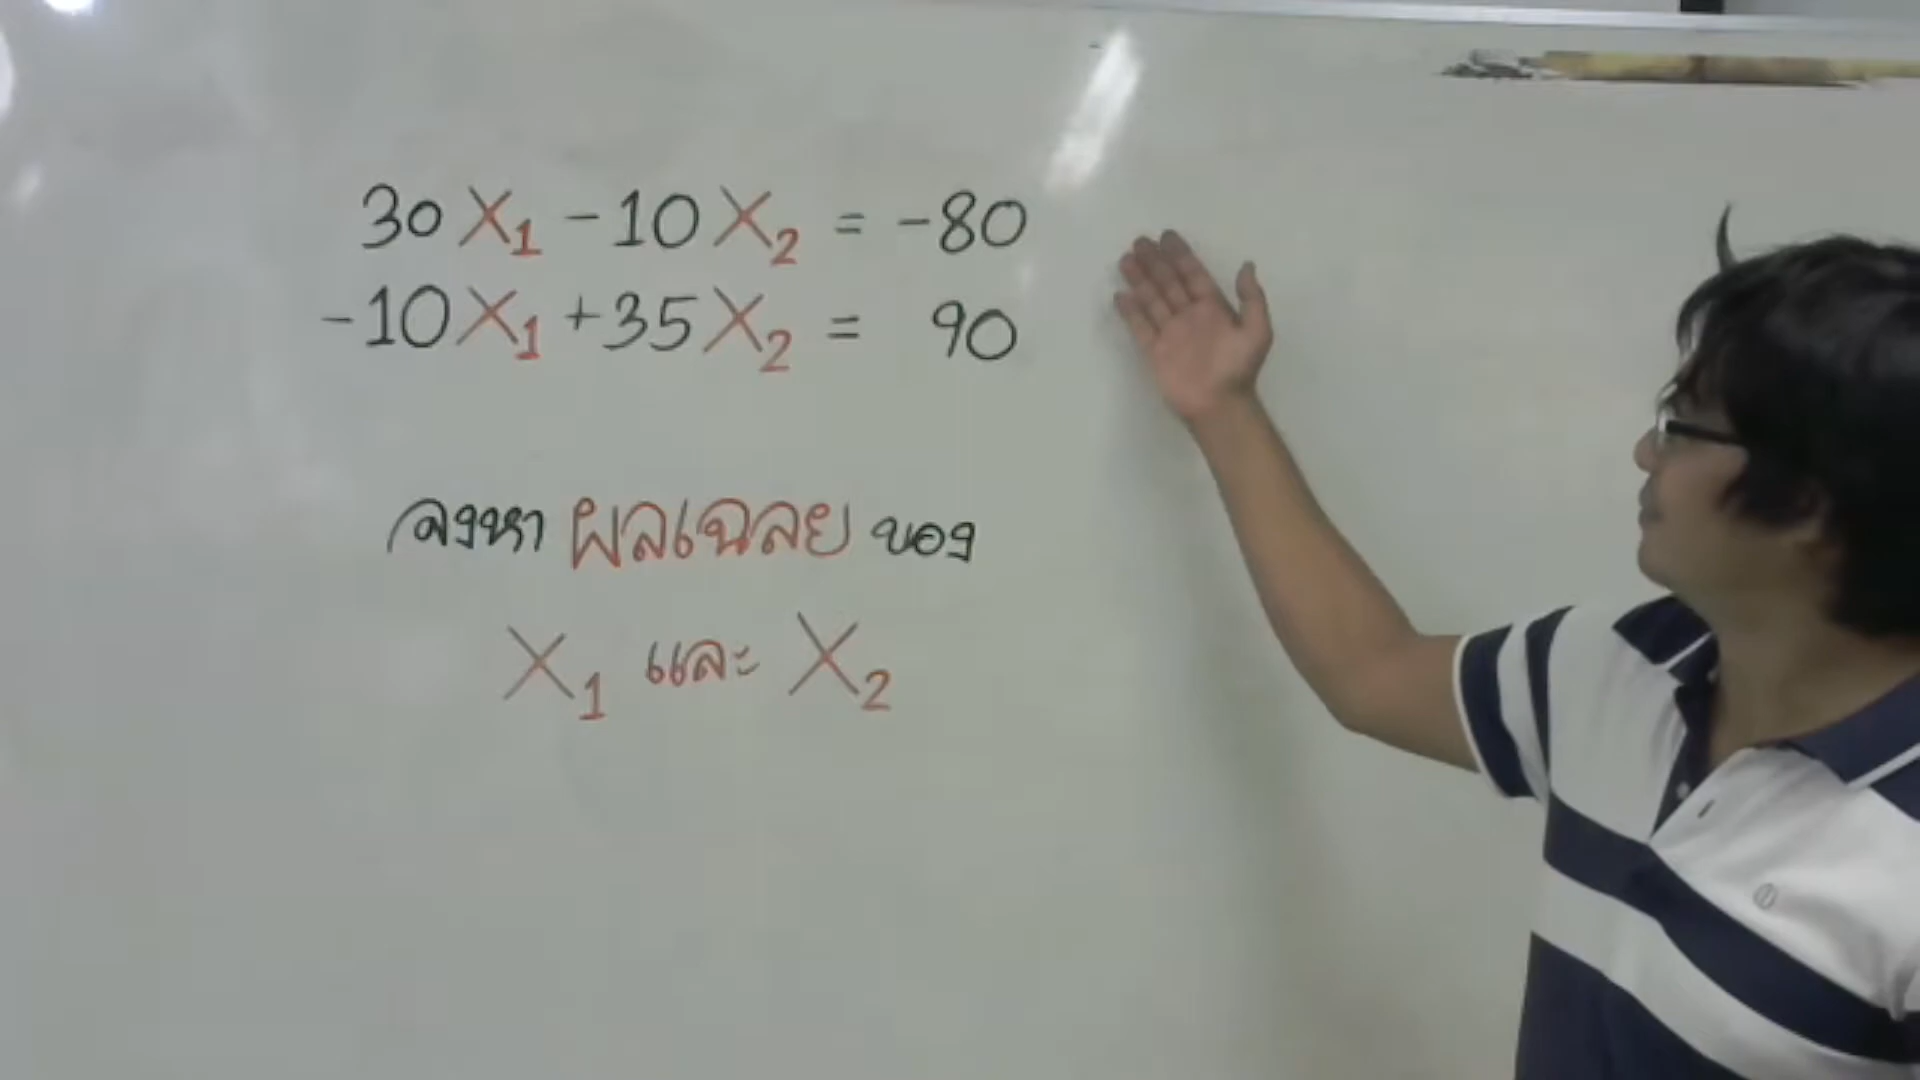 30X₁ -10X₂ = -80
-10X₁ +35X₂ = 90
จงหา ผลเฉลย ของ
X₁ และ X₂